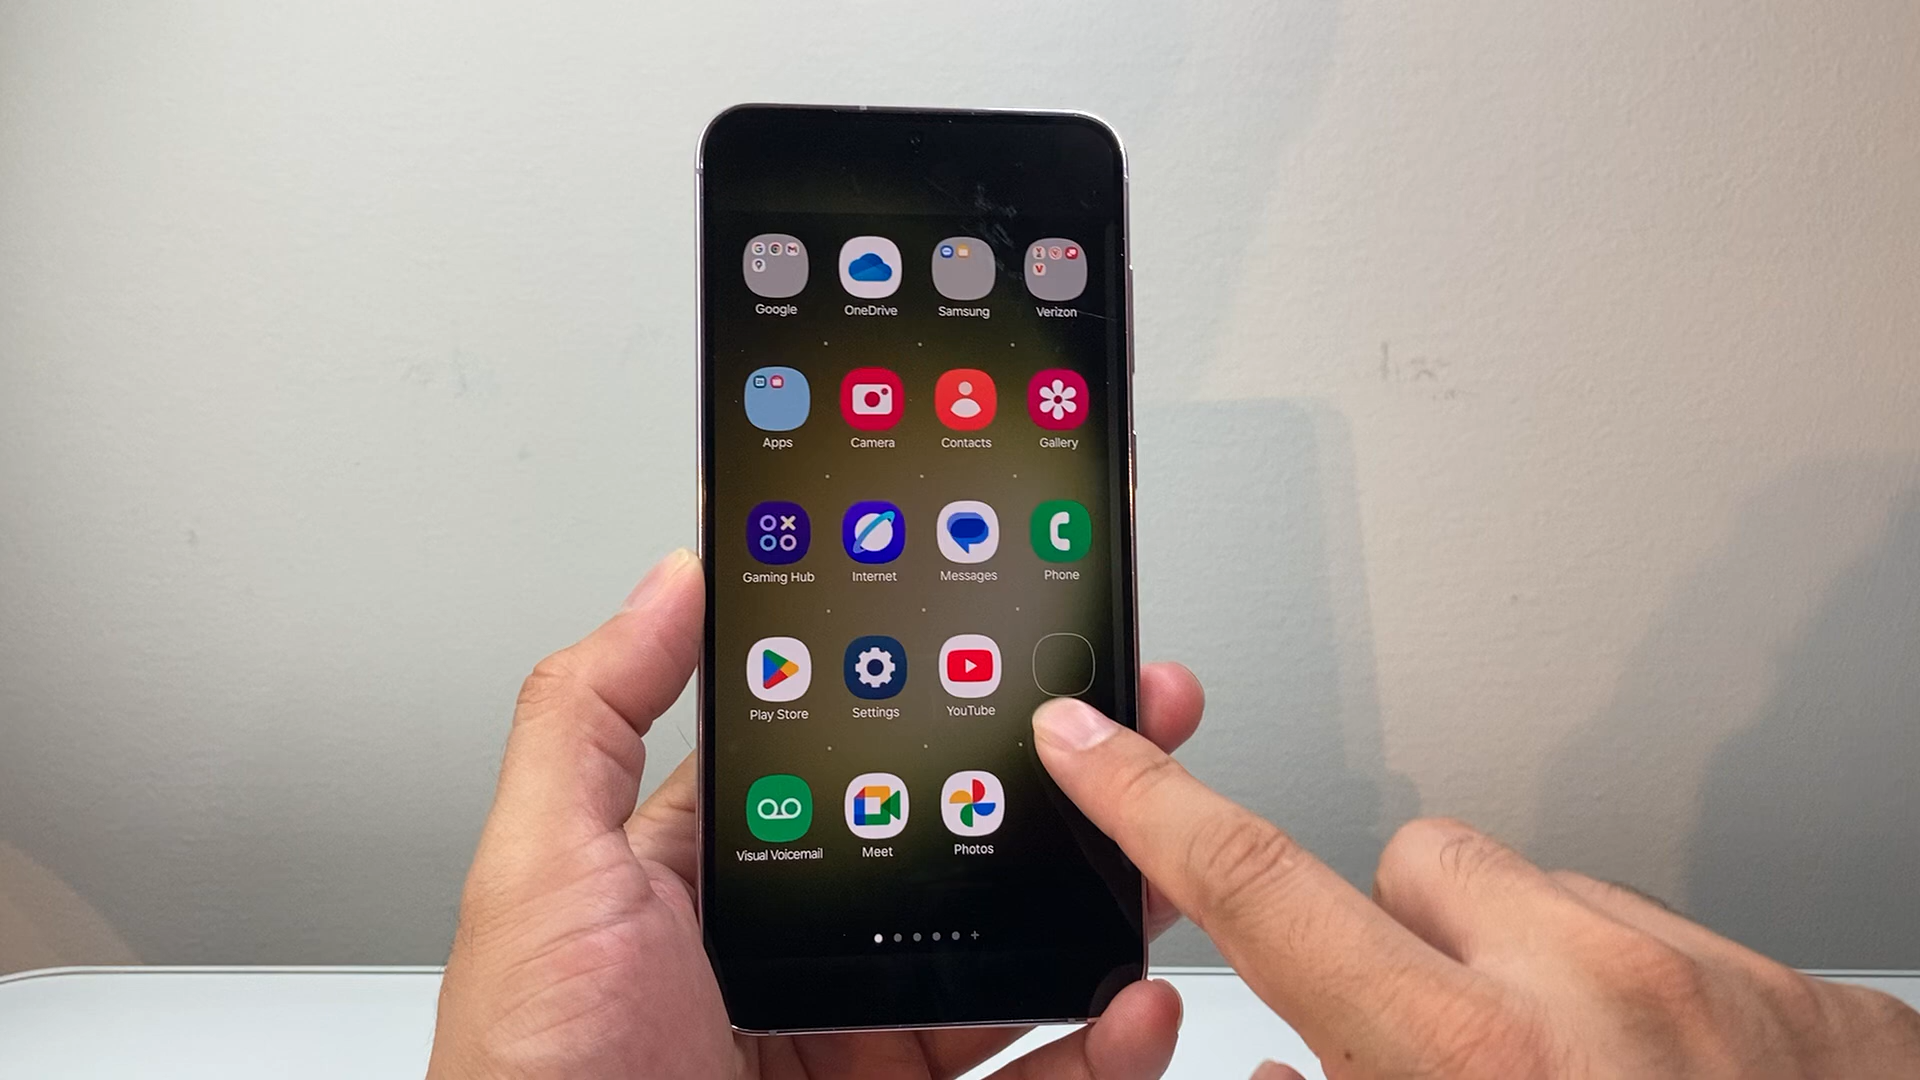 Google OneDrive Samsung Verizon
Apps Camera Contacts Gallery
Gaming Hub Internet Messages Phone
Play Store Settings YouTube
Visual Voicemail Meet Photos